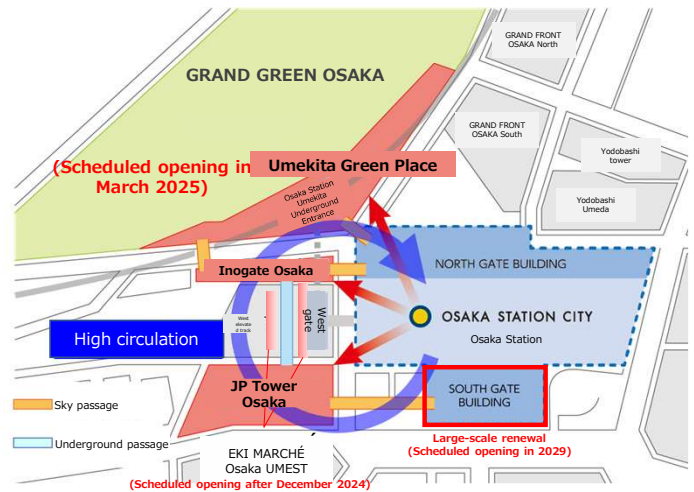 GRAND FRONT
OSAKA North
GRAND GREEN OSAKA
GRAND FRONT
OSAKA South
Yodobashi
tower
(Scheduled opening in
March 2025)
Umekita Green Place
Osaka Station
Umekita
Underground
Entrance
Yodobashi
Umeda
Inogate Osaka
NORTH GATE BUILDING
West
elevate
d track
West
gate
OSAKA STATION CITY
Osaka Station
High circulation
JP Tower
Osaka
SOUTH GATE
BUILDING
Sky passage
Underground passage
Large-scale renewal
(Scheduled opening in 2029)
EKI MARCHÉ
Osaka UMEST
(Scheduled opening after December 2024)